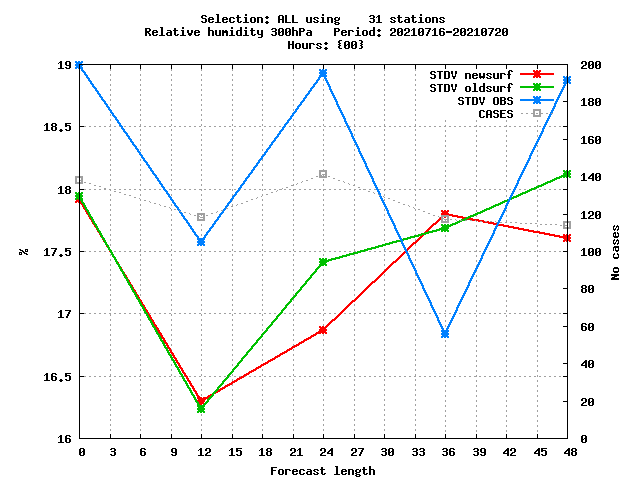 Selection: ALL using    31 stations
Relative humidity 300hPa   Period: 20210716-20210720
Hours: {00}
STDV newsurf
STDV oldsurf
STDV OBS
CASES
19
18.5
18
17.5
17
16.5
16
%
200
180
160
140
120
100
80
60
40
20
0
No cases
0 3 6 9 12 15 18 21 24 27 30 33 36 39 42 45 48
Forecast length